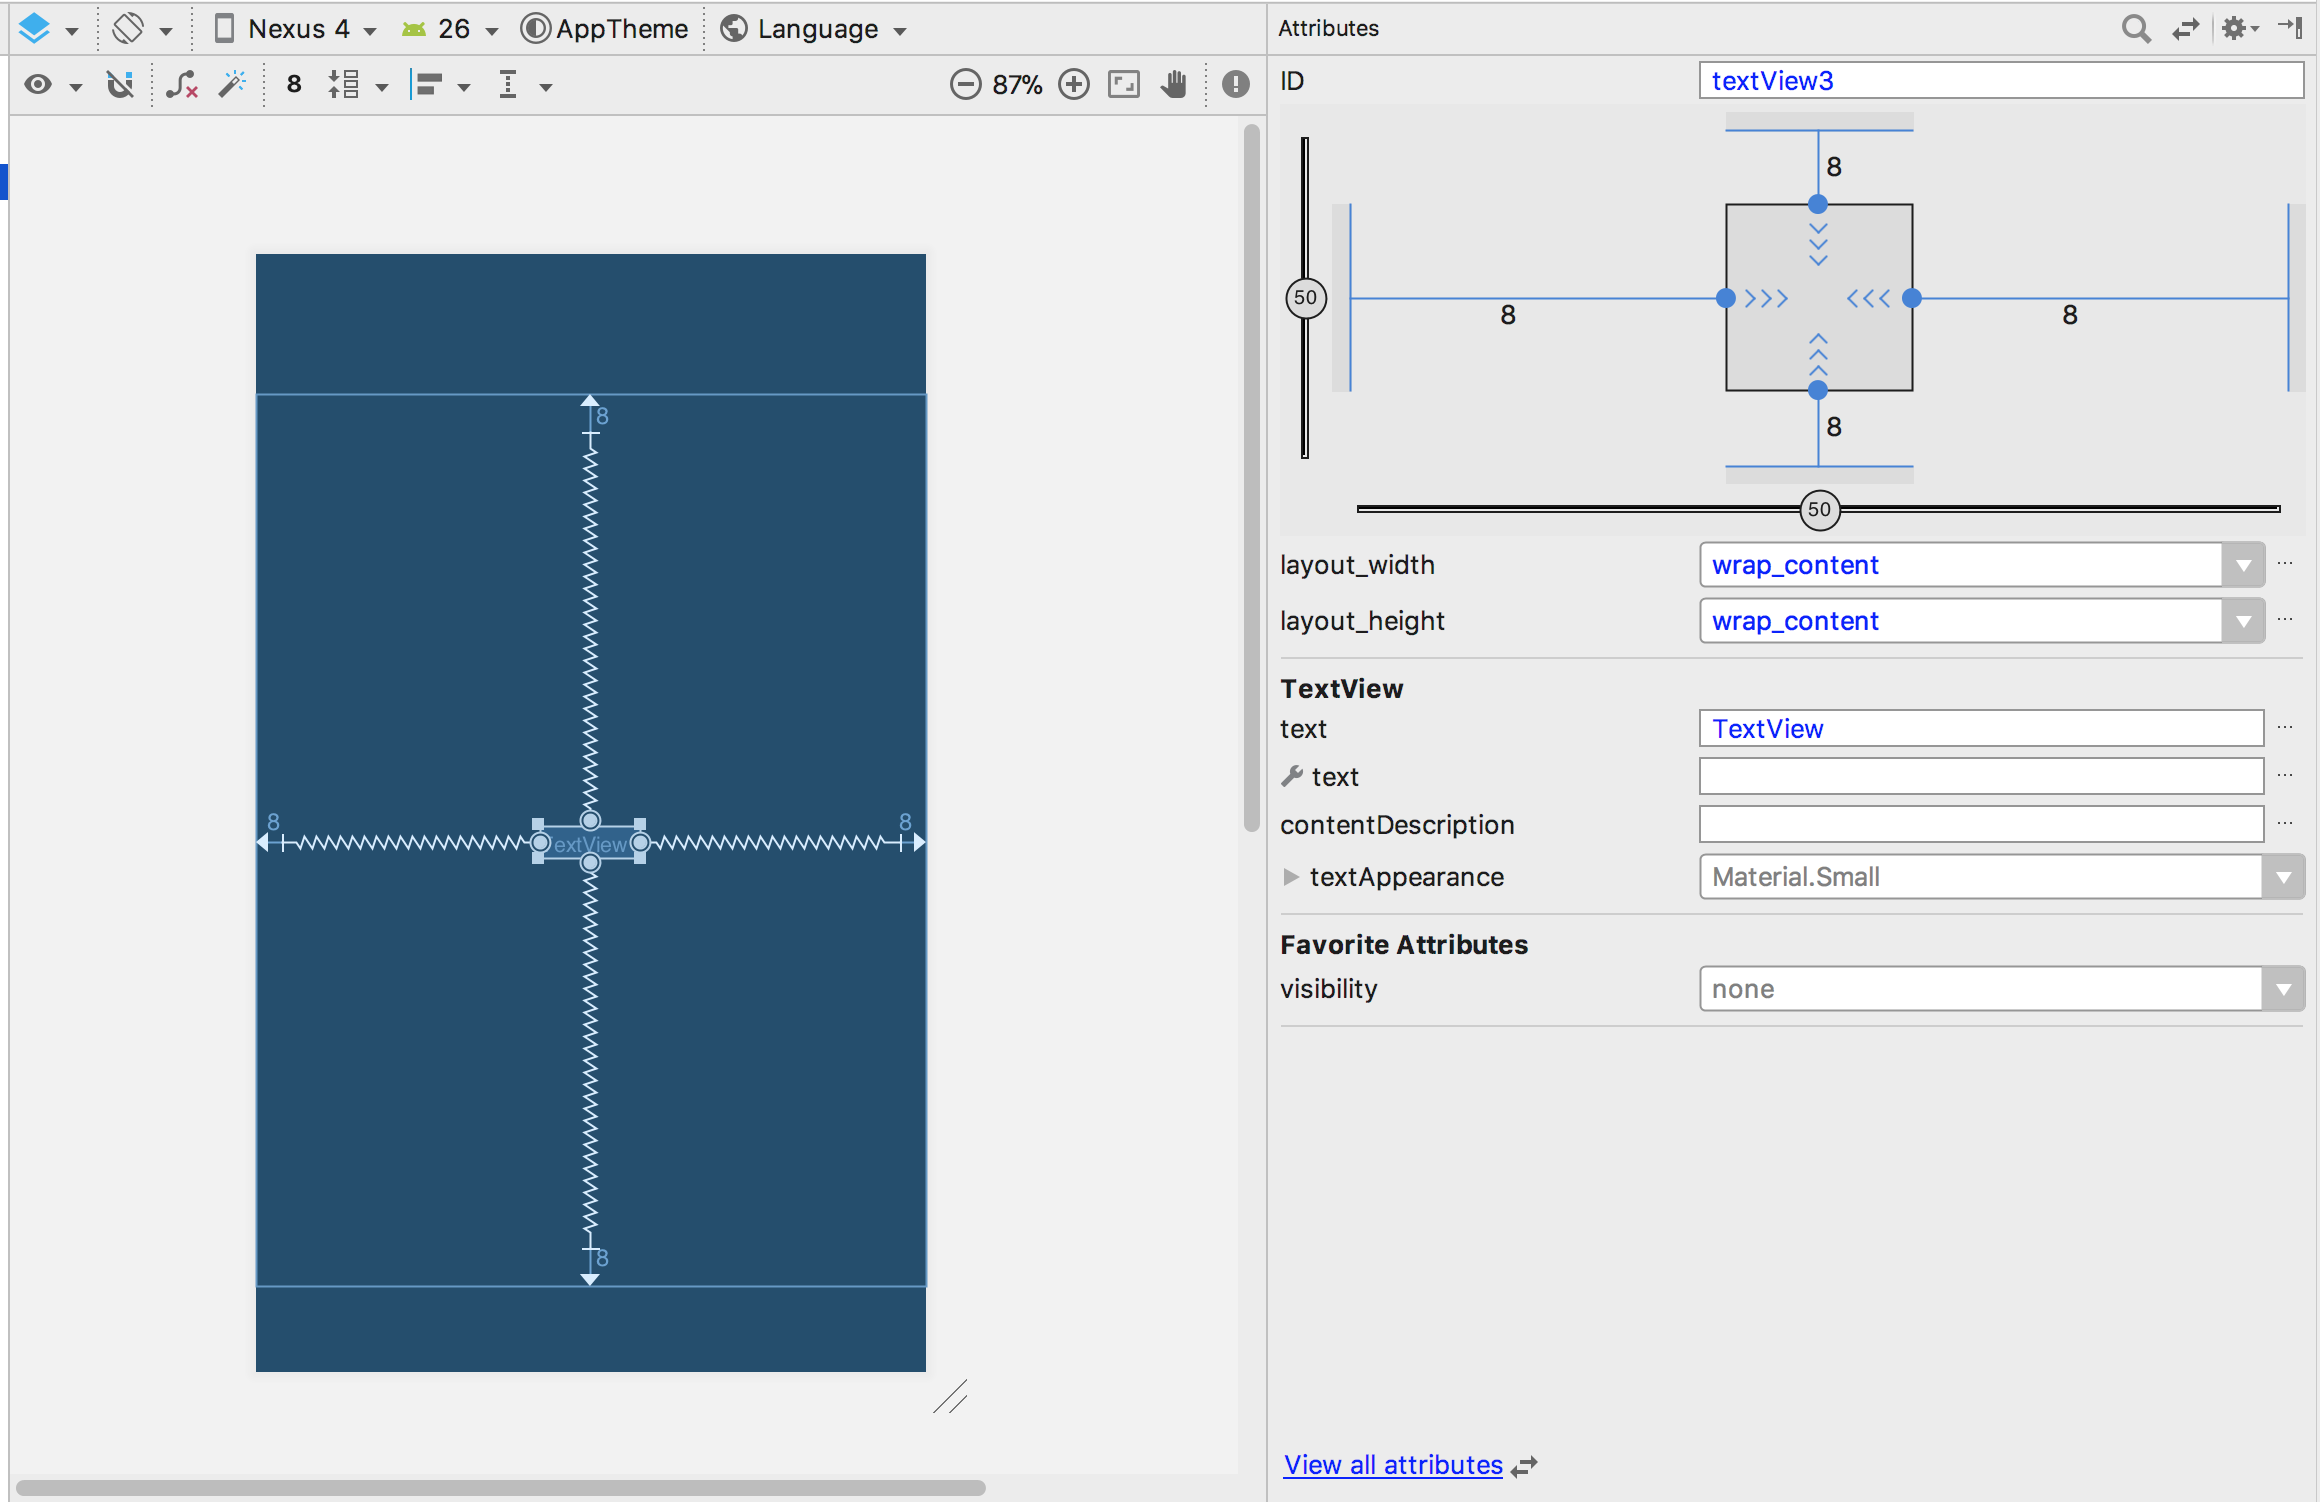 Nexus 4 26 AppTheme Language
8 87%
8
8 8
TextView
8
Attributes
ID textView3
8
50
8 8
8
50
layout_width wrap_content
layout_height wrap_content
TextView
text TextView
text
contentDescription
textAppearance Material.Small
Favorite Attributes
visibility none
View all attributes